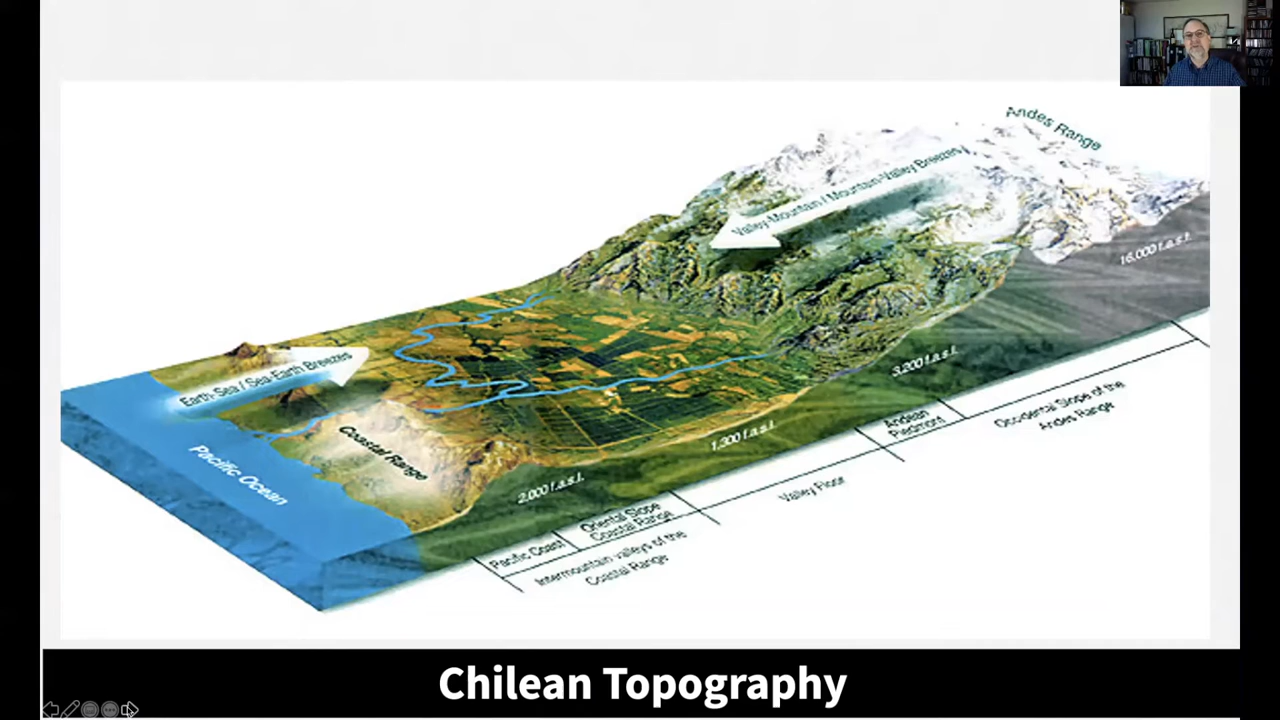 Andes Range
Valley-Mountain / Mountain-Valley Breezes
16,000 f.a.s.l.
Earth-Sea / Sea-Earth Breezes
3,200 f.a.s.l.
Coastal Range
1,300 f.a.s.l.
Pacific Ocean
2,000 f.a.s.l.
Occidental Slope of the
Andes Range
Andean
Piedmont
Valley Floor
Oriental Slope
Coastal Range
Pacific Coast
Intermountain valleys of the
Coastal Range
Chilean Topography